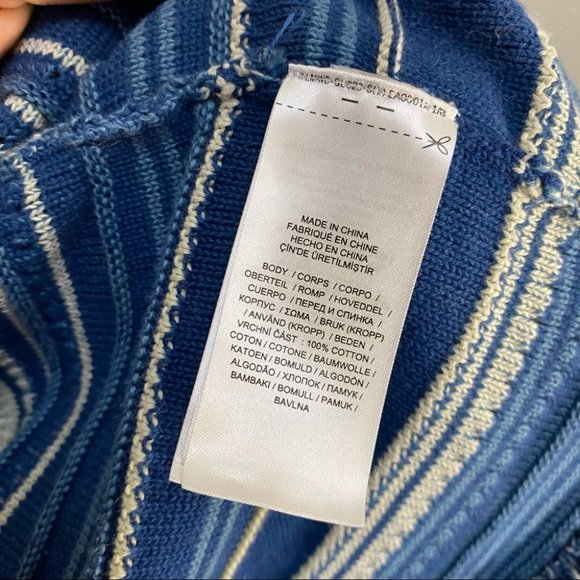 MADE IN CHINA
FABRIQUÉ EN CHINE
HECHO EN CHINA
ÇİN'DE ÜRETİLMİŞTİR
BODY / CORPS / CORPO /
OBERTEIL / ROMP / HOVEDDEL /
CUERPO / ПЕРЕД И СПИНКА /
КОРПУС / ΣΩΜΑ / BRUK (KROPP)
/ ANVÄND (KROPP) / BEDEN /
VRCHNÍ ČÁST : 100% COTTON /
COTON / COTONE / BAUMWOLLE /
KATOEN / BOMULD / ALGODÓN /
ALGODÃO / ХЛОПОК / ПАМУК /
BAMBAKI / BOMULL / PAMUK /
BAVLNA